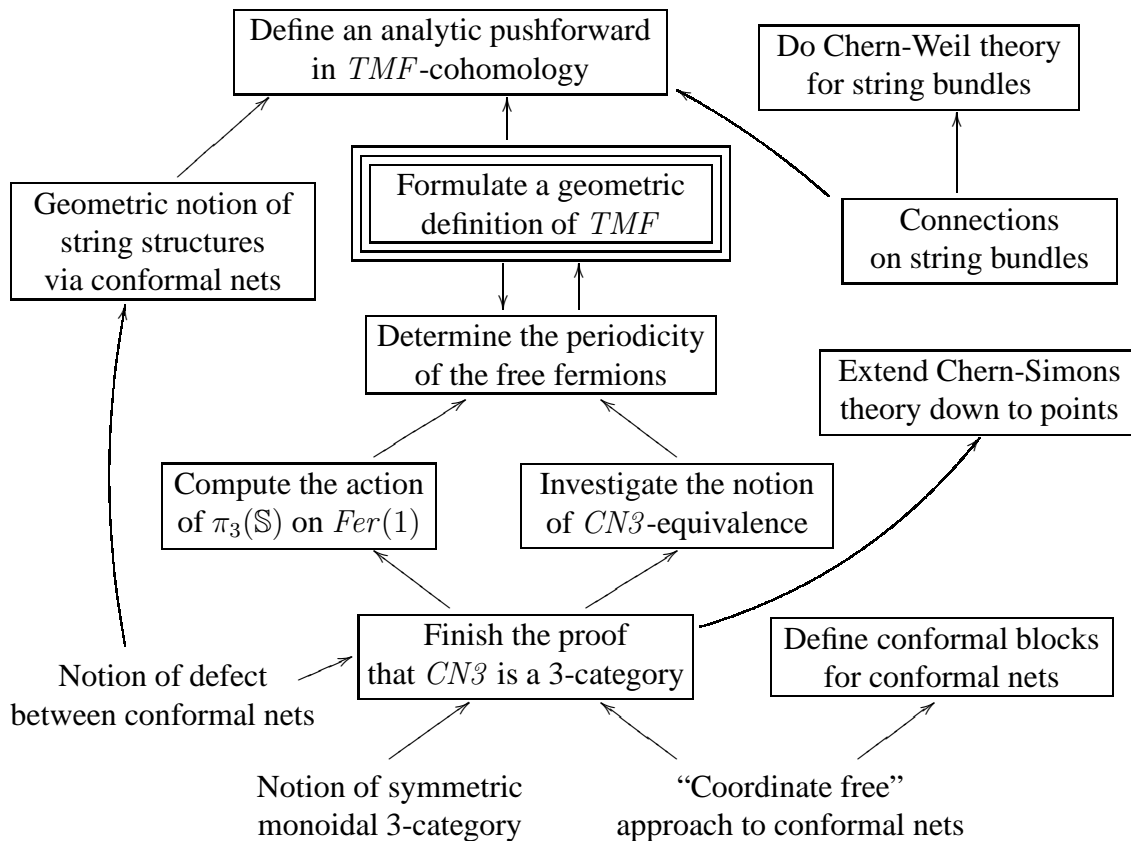 Define an analytic pushforward
in TMF-cohomology
Do Chern-Weil theory
for string bundles
Formulate a geometric
definition of TMF
Geometric notion of
string structures
via conformal nets
Connections
on string bundles
Determine the periodicity
of the free fermions
Extend Chern-Simons
theory down to points
Compute the action
of π₃(𝕊) on Fer(1)
Investigate the notion
of CN3-equivalence
Finish the proof
that CN3 is a 3-category
Define conformal blocks
for conformal nets
Notion of defect
between conformal nets
Notion of symmetric
monoidal 3-category
“Coordinate free”
approach to conformal nets